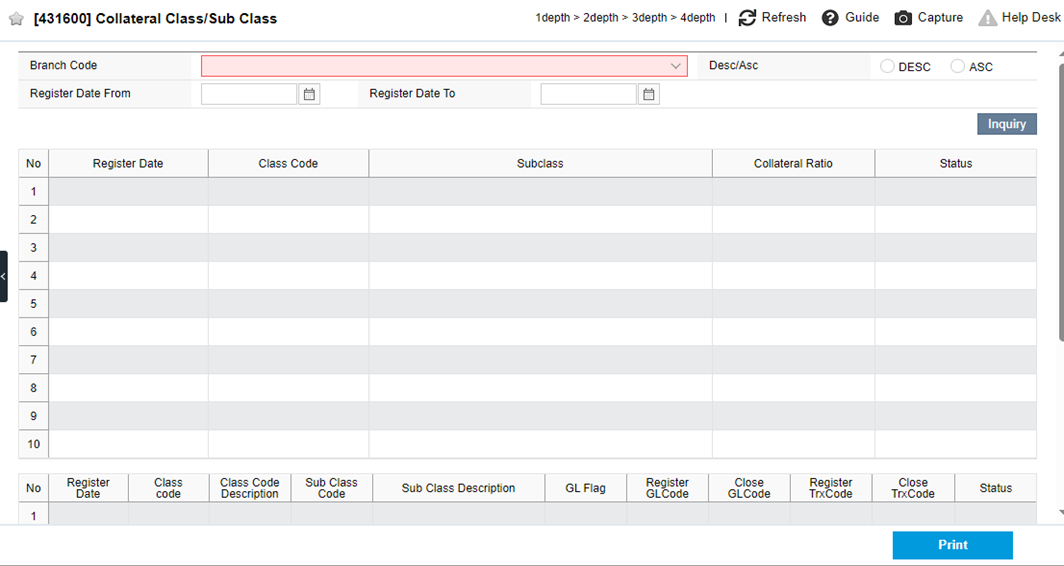 [431600] Collateral Class/Sub Class 1depth > 2depth > 3depth > 4depth | Refresh Guide Capture Help Desk
Branch Code Desc/Asc DESC ASC
Register Date From Register Date To
Inquiry
No Register Date Class Code Subclass Collateral Ratio Status
1
2
3
4
5
6
7
8
9
10
No Register Date Class code Class Code Description Sub Class Code Sub Class Description GL Flag Register GLCode Close GLCode Register TrxCode Close TrxCode Status
1
Print